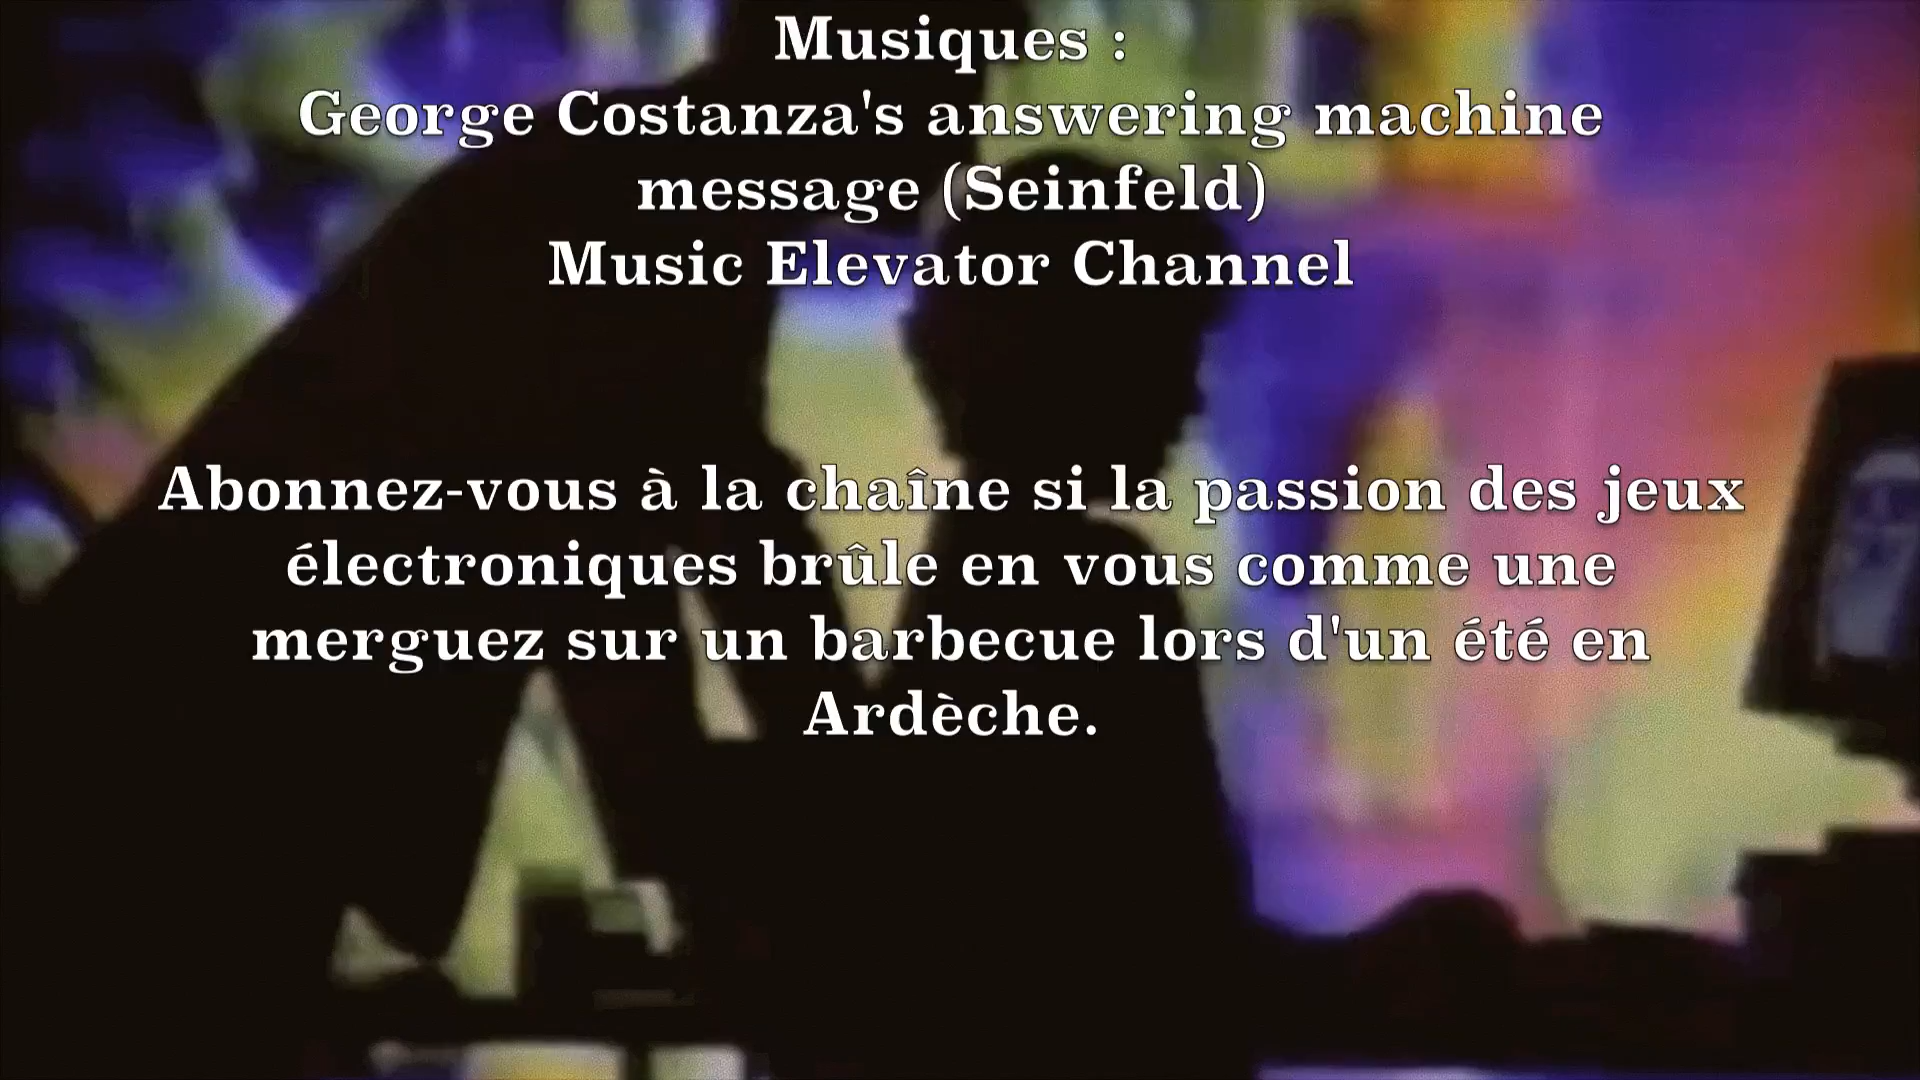 Musiques :
George Costanza's answering machine
message (Seinfeld)
Music Elevator Channel
Abonnez-vous à la chaîne si la passion des jeux
électroniques brûle en vous comme une
merguez sur un barbecue lors d'un été en
Ardèche.